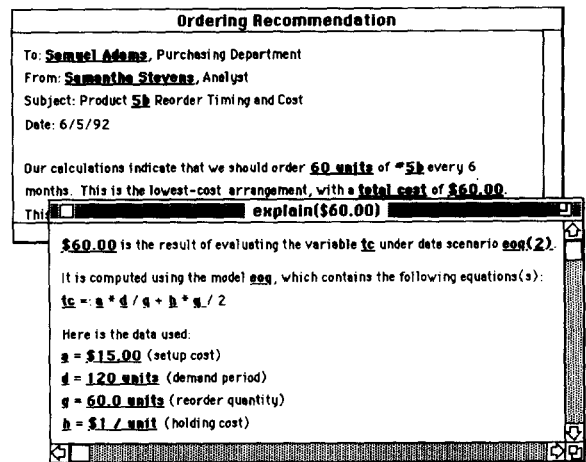 Ordering Recommendation
To: Samuel Adams, Purchasing Department
From: Samantha Stevens, Analyst
Subject: Product 5b Reorder Timing and Cost
Date: 6/5/92
Our calculations indicate that we should order 60 units of "5b every 6
months. This is the lowest-cost arrangement, with a total cost of $60.00.
This
explain($60.00)
$60.00 is the result of evaluating the variable tc under data scenario eoq(2).
It is computed using the model eoq, which contains the following equations(s):
tc =: a * d / q + h * q / 2
Here is the data used:
a = $15.00 (setup cost)
d = 120 units (demand period)
q = 60.0 units (reorder quantity)
h = $1 / unit (holding cost)